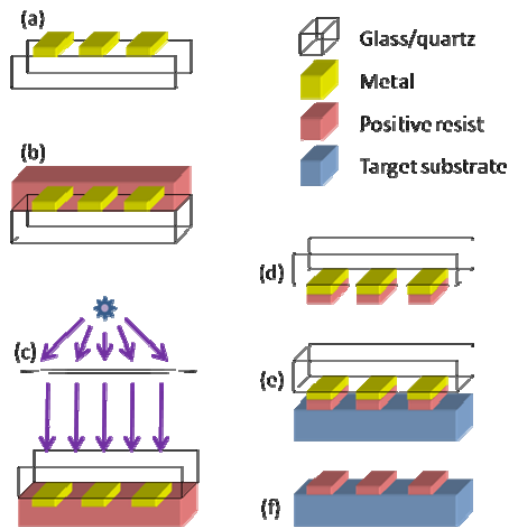 (a)
Glass/quartz
Metal
Positive resist
Target substrate
(b)
(c)
(d)
(e)
(f)